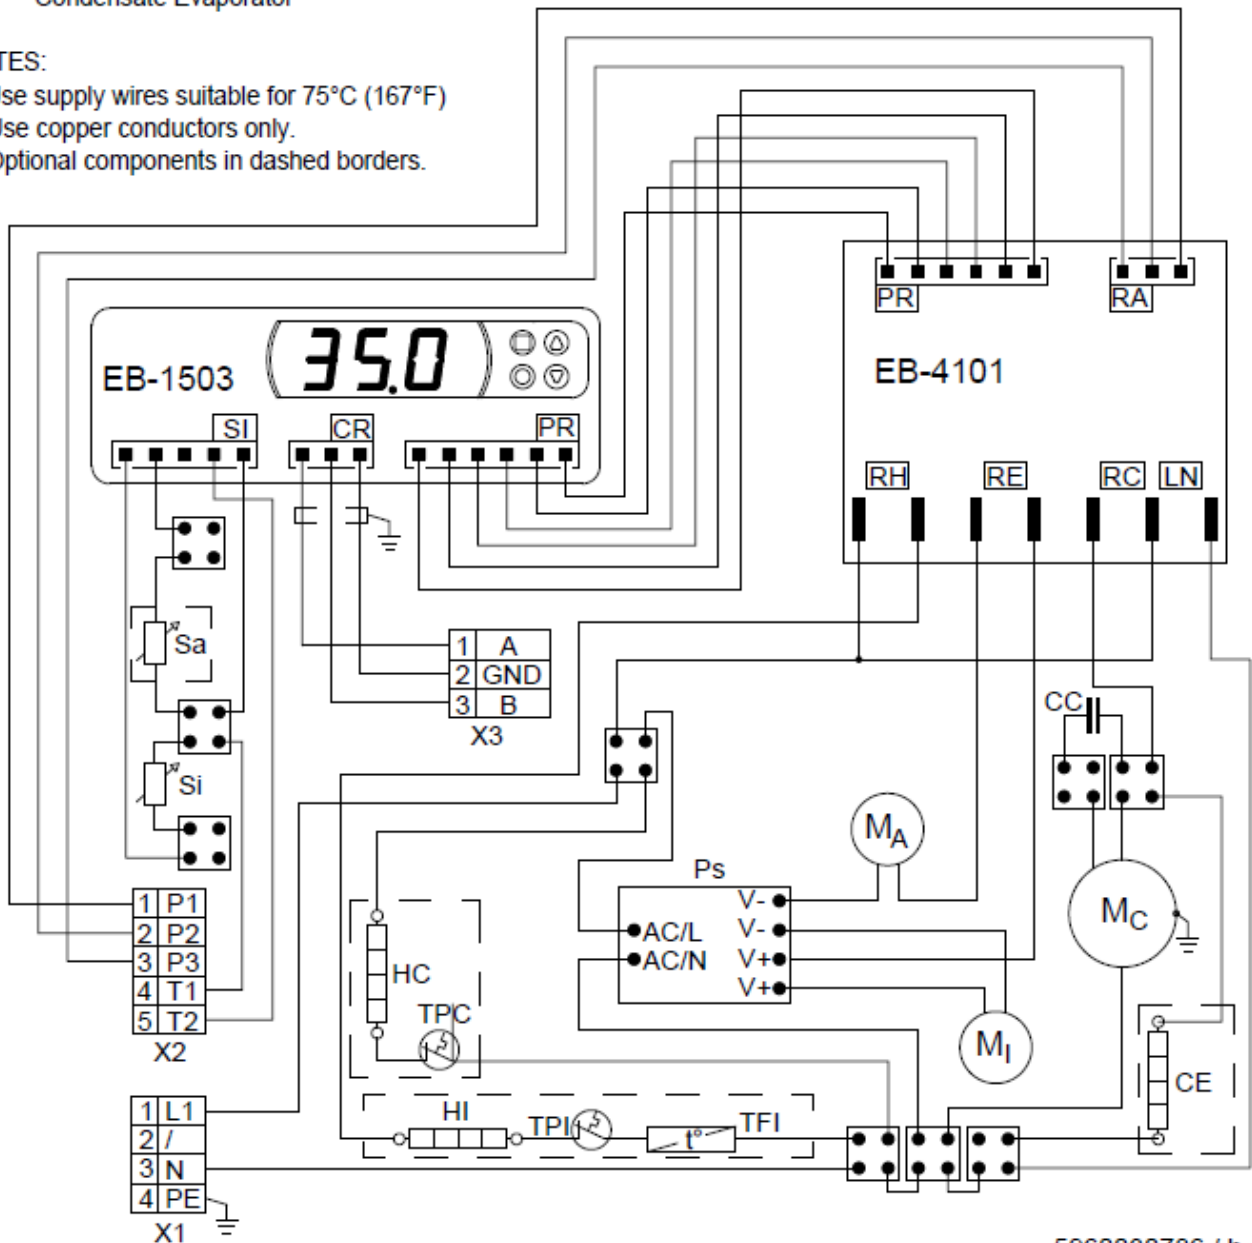 Condensate Evaporator
TES:
Use supply wires suitable for 75°C (167°F)
Use copper conductors only.
Optional components in dashed borders.
PR
RA
EB-4101
EB-1503
35.0
SI
CR
PR
RH
RE
RC
LN
Sa
1 A
2 GND
3 B
X3
CC
Si
MA
MC
Ps
V-
AC/L V-
AC/N V+
V+
1 P1
2 P2
3 P3
4 T1
5 T2
X2
HC
TPC
MI
CE
HI
TPI
t°
TFI
1 L1
2 /
3 N
4 PE
X1